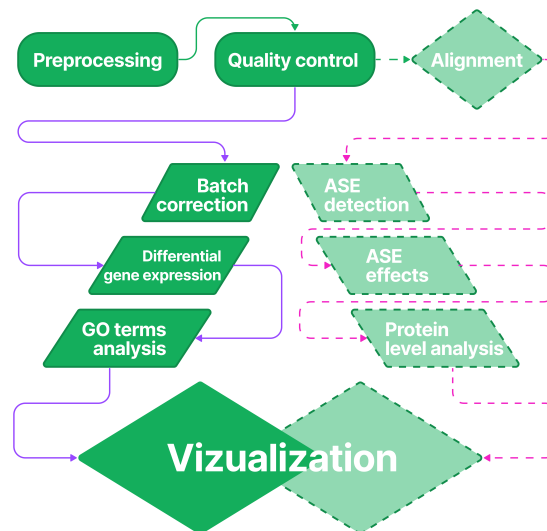 Preprocessing
Quality control
Alignment
Batch
correction
ASE
detection
Differential
gene expression
ASE
effects
GO terms
analysis
Protein
level analysis
Vizualization